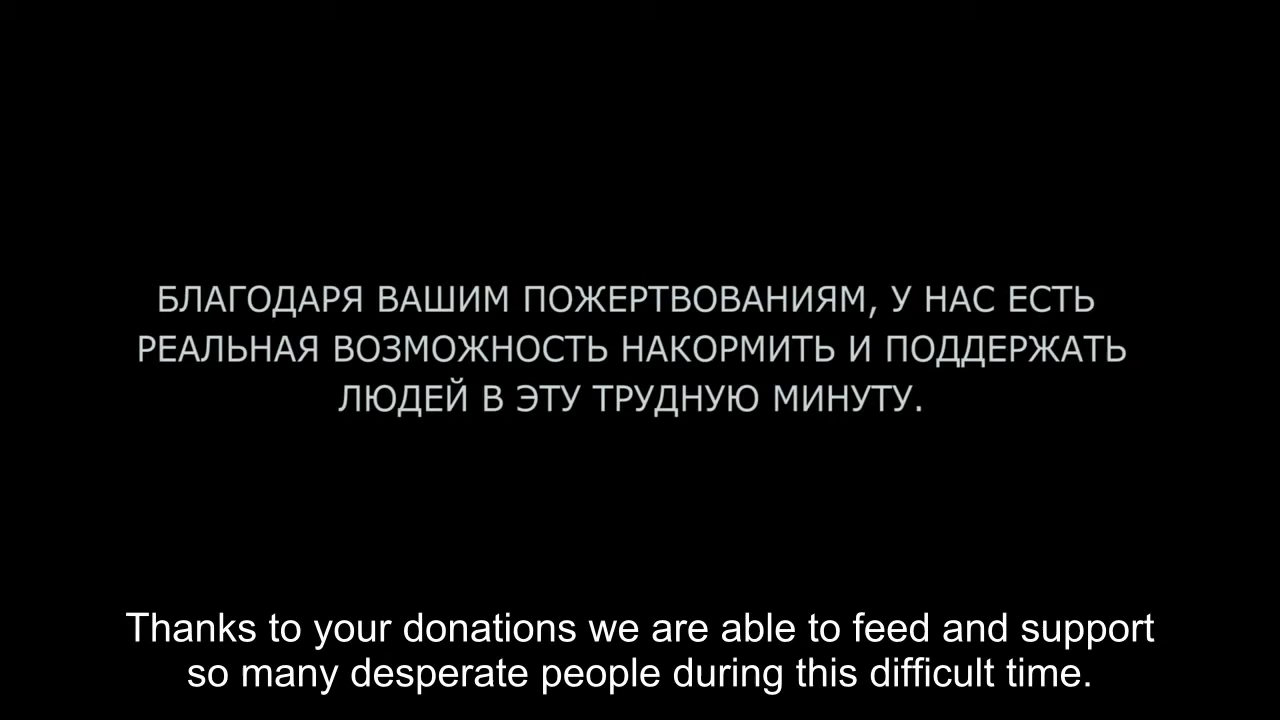 БЛАГОДАРЯ ВАШИМ ПОЖЕРТВОВАНИЯМ, У НАС ЕСТЬ
РЕАЛЬНАЯ ВОЗМОЖНОСТЬ НАКОРМИТЬ И ПОДДЕРЖАТЬ
ЛЮДЕЙ В ЭТУ ТРУДНУЮ МИНУТУ.
Thanks to your donations we are able to feed and support
so many desperate people during this difficult time.